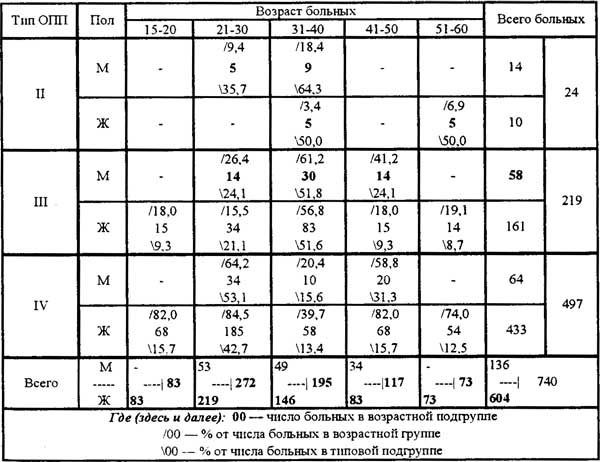 Тип ОПП Пол Возраст больных Всего больных
15-20 21-30 31-40 41-50 51-60
/9,4 /18,4
II М - 5 9 - - 14 24
\35,7 \64,3
/3,4 /6,9
Ж - - 5 - 5 10
\50,0 \50,0
/26,4 /61,2 /41,2
III М - 14 30 14 - 58 219
\24,1 \51,8 \24,1
/18,0 /15,5 /56,8 /18,0 /19,1
Ж 15 34 83 15 14 161
\9,3 \21,1 \51,6 \9,3 \8,7
/64,2 /20,4 /58,8
IV М - 34 10 20 - 64 497
\53,1 \15,6 \31,3
/82,0 /84,5 /39,7 /82,0 /74,0
Ж 68 185 58 68 54 433
\15,7 \42,7 \13,4 \15,7 \12,5
М - 53 49 34 - 136
Всего ----- ----| 83 ----| 272 ----| 195 ----|117 ----| 73 ----| 740
Ж 83 219 146 83 73 604
Где (здесь и далее): 00 — число больных в возрастной подгруппе
/00 — % от числа больных в возрастной группе
\00 — % от числа больных в типовой подгруппе